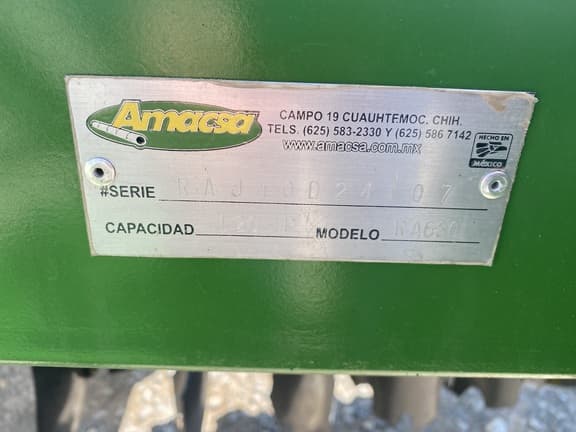 Amacsa
CAMPO 19 CUAUHTEMOC. CHIH.
TELS. (625) 583-2330 Y (625) 586 7142
www.amacsa.com.mx
HECHO EN
MÉXICO
#SERIE
CAPACIDAD MODELO